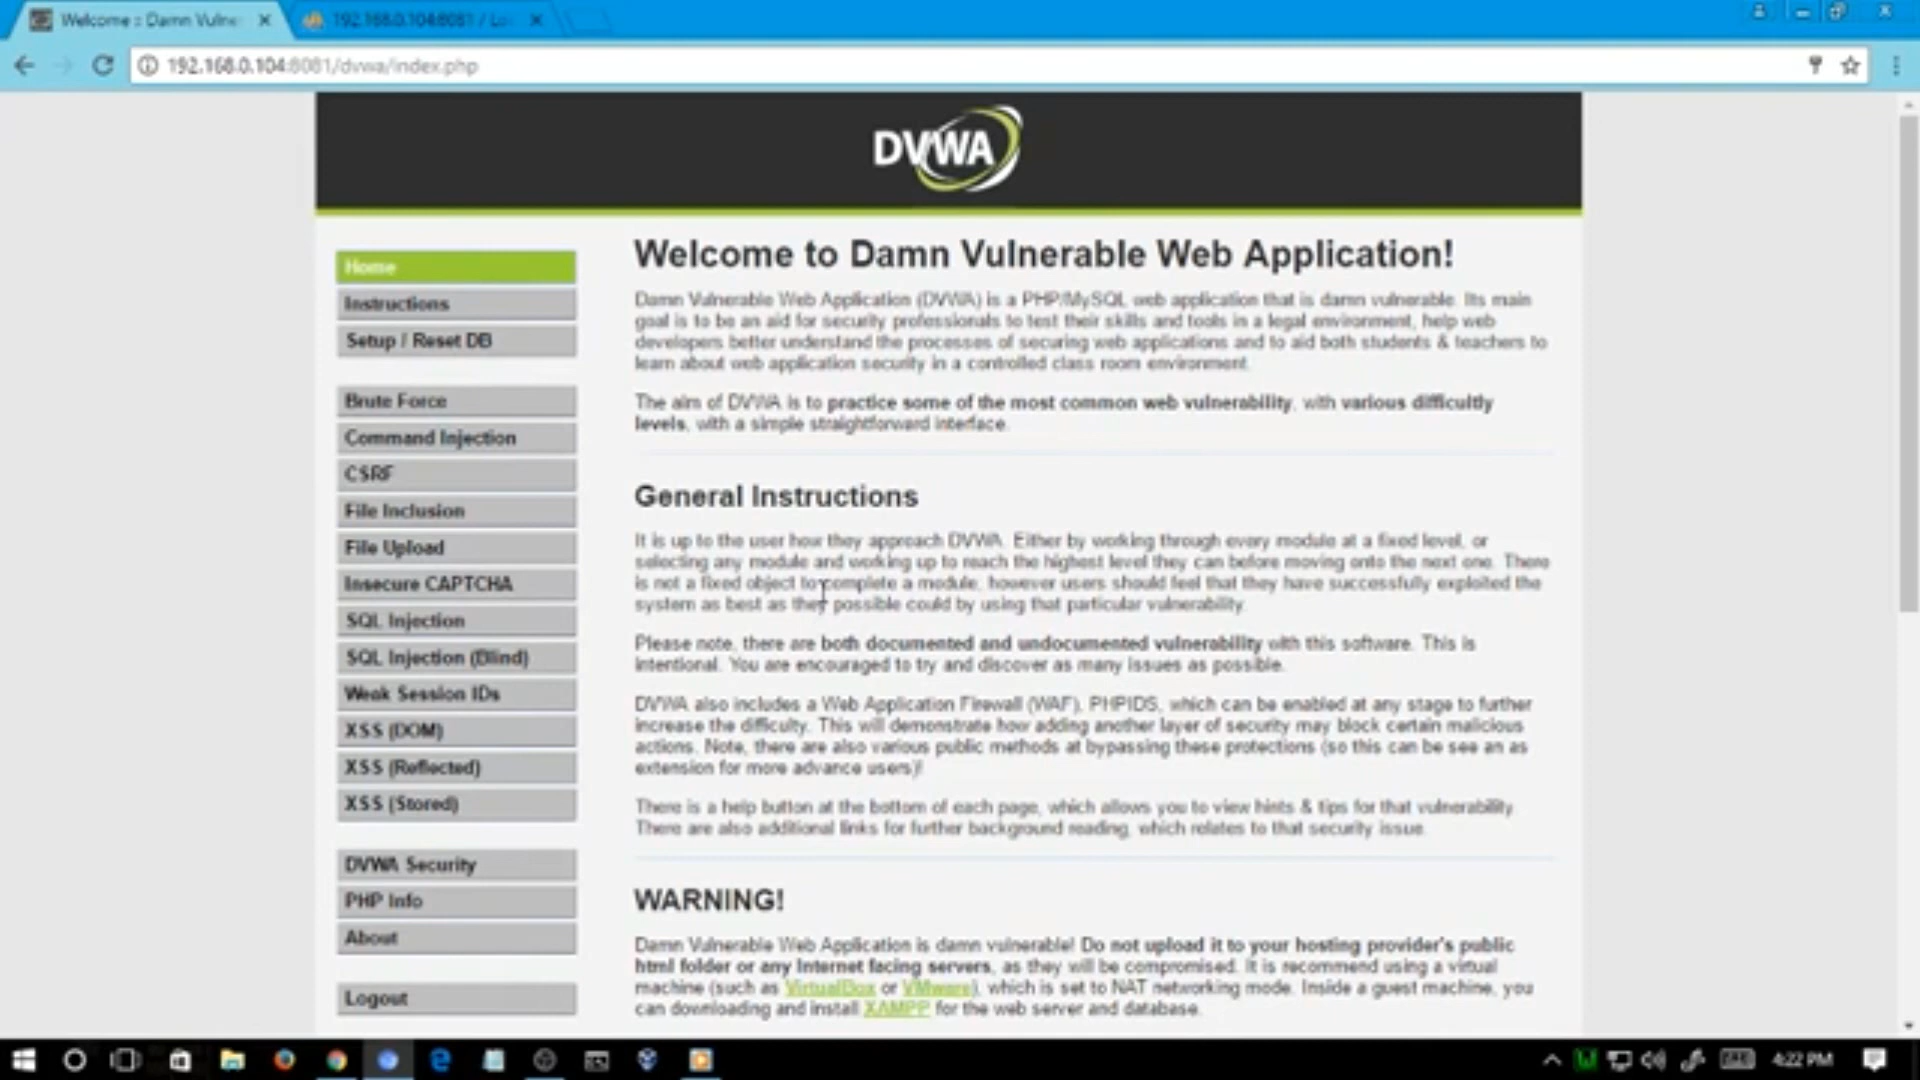 Welcome :: Damn Vulne
192.168.0.104:8081 / Lo
192.168.0.104:8081/dvwa/index.php
DVWA
Home
Instructions
Setup / Reset DB
Brute Force
Command Injection
CSRF
File Inclusion
File Upload
Insecure CAPTCHA
SQL Injection
SQL Injection (Blind)
Weak Session IDs
XSS (DOM)
XSS (Reflected)
XSS (Stored)
DVWA Security
PHP Info
About
Logout
Welcome to Damn Vulnerable Web Application!
Damn Vulnerable Web Application (DVWA) is a PHP/MySQL web application that is damn vulnerable. Its main
goal is to be an aid for security professionals to test their skills and tools in a legal environment, help web
developers better understand the processes of securing web applications and to aid both students & teachers to
learn about web application security in a controlled class room environment.
The aim of DVWA is to practice some of the most common web vulnerability, with various difficultly
levels, with a simple straightforward interface.
General Instructions
It is up to the user how they approach DVWA. Either by working through every module at a fixed level, or
selecting any module and working up to reach the highest level they can before moving onto the next one. There
is not a fixed object to complete a module; however users should feel that they have successfully exploited the
system as best as they possible could by using that particular vulnerability.
Please note, there are both documented and undocumented vulnerability with this software. This is
intentional. You are encouraged to try and discover as many issues as possible.
DVWA also includes a Web Application Firewall (WAF), PHPIDS, which can be enabled at any stage to further
increase the difficulty. This will demonstrate how adding another layer of security may block certain malicious
actions. Note, there are also various public methods at bypassing these protections (so this can be see an as
extension for more advance users)!
There is a help button at the bottom of each page, which allows you to view hints & tips for that vulnerability.
There are also additional links for further background reading, which relates to that security issue.
WARNING!
Damn Vulnerable Web Application is damn vulnerable! Do not upload it to your hosting provider's public
html folder or any Internet facing servers, as they will be compromised. It is recommend using a virtual
machine (such as VirtualBox or VMware), which is set to NAT networking mode. Inside a guest machine, you
can downloading and install XAMPP for the web server and database.
4:22 PM